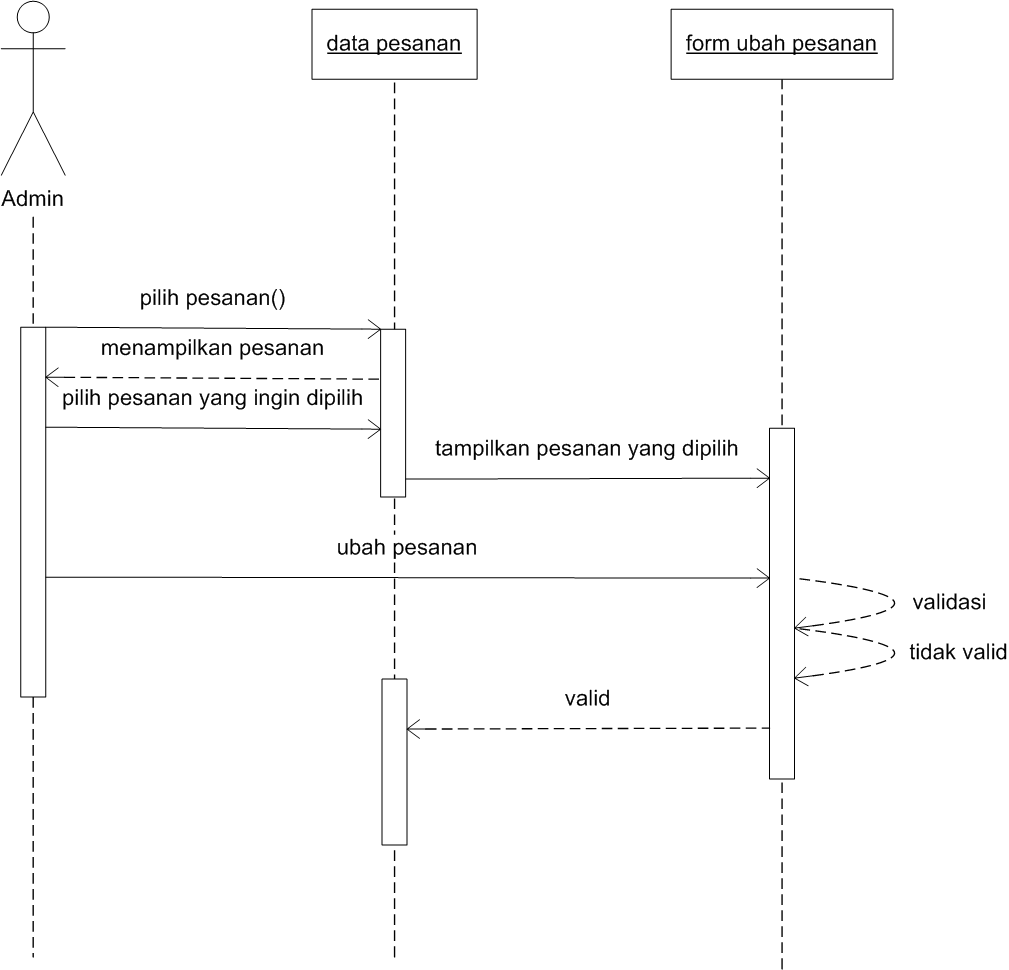 data pesanan
form ubah pesanan
Admin
pilih pesanan()
menampilkan pesanan
pilih pesanan yang ingin dipilih
tampilkan pesanan yang dipilih
ubah pesanan
validasi
tidak valid
valid